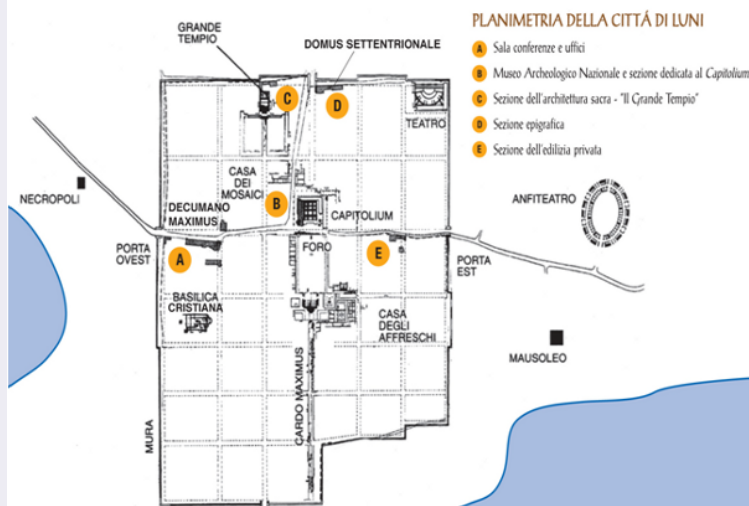 PLANIMETRIA DELLA CITTÁ DI LUNI
A Sala conferenze e uffici
B Museo Archeologico Nazionale e sezione dedicata al Capitolium
C Sezione dell'architettura sacra - "Il Grande Tempio"
D Sezione epigrafica
E Sezione dell'edilizia privata
GRANDE
TEMPIO
DOMUS SETTENTRIONALE
C
D
TEATRO
CASA
DEI
MOSAICI
NECROPOLI
DECUMANO
MAXIMUS
B
CAPITOLIUM
ANFITEATRO
PORTA
OVEST
A
FORO
E
PORTA
EST
BASILICA
CRISTIANA
CASA
DEGLI
AFFRESCHI
MAUSOLEO
CARDO MAXIMUS
MURA